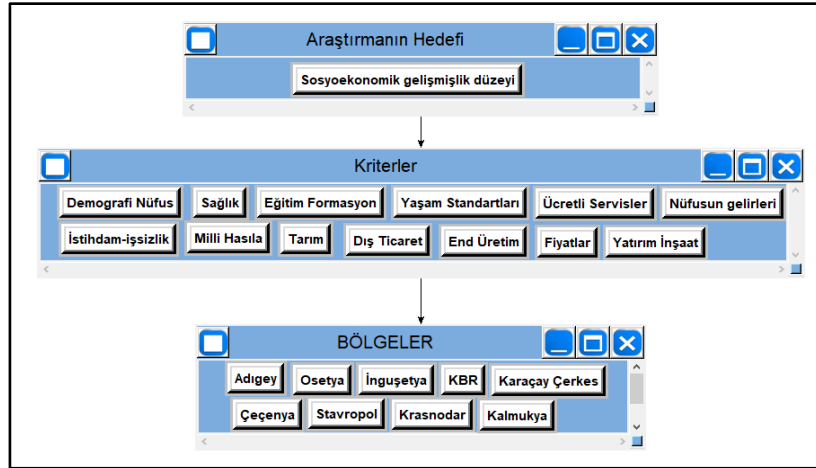 Araştırmanın Hedefi
Sosyoekonomik gelişmişlik düzeyi
Kriterler
Demografi Nüfus Sağlık Eğitim Formasyon Yaşam Standartları Ücretli Servisler Nüfusun gelirleri
İstihdam-işsizlik Milli Hasıla Tarım Dış Ticaret End Üretim Fiyatlar Yatırım İnşaat
BÖLGELER
Adıgey Osetya İnguşetya KBR Karaçay Çerkes
Çeçenya Stavropol Krasnodar Kalmukya